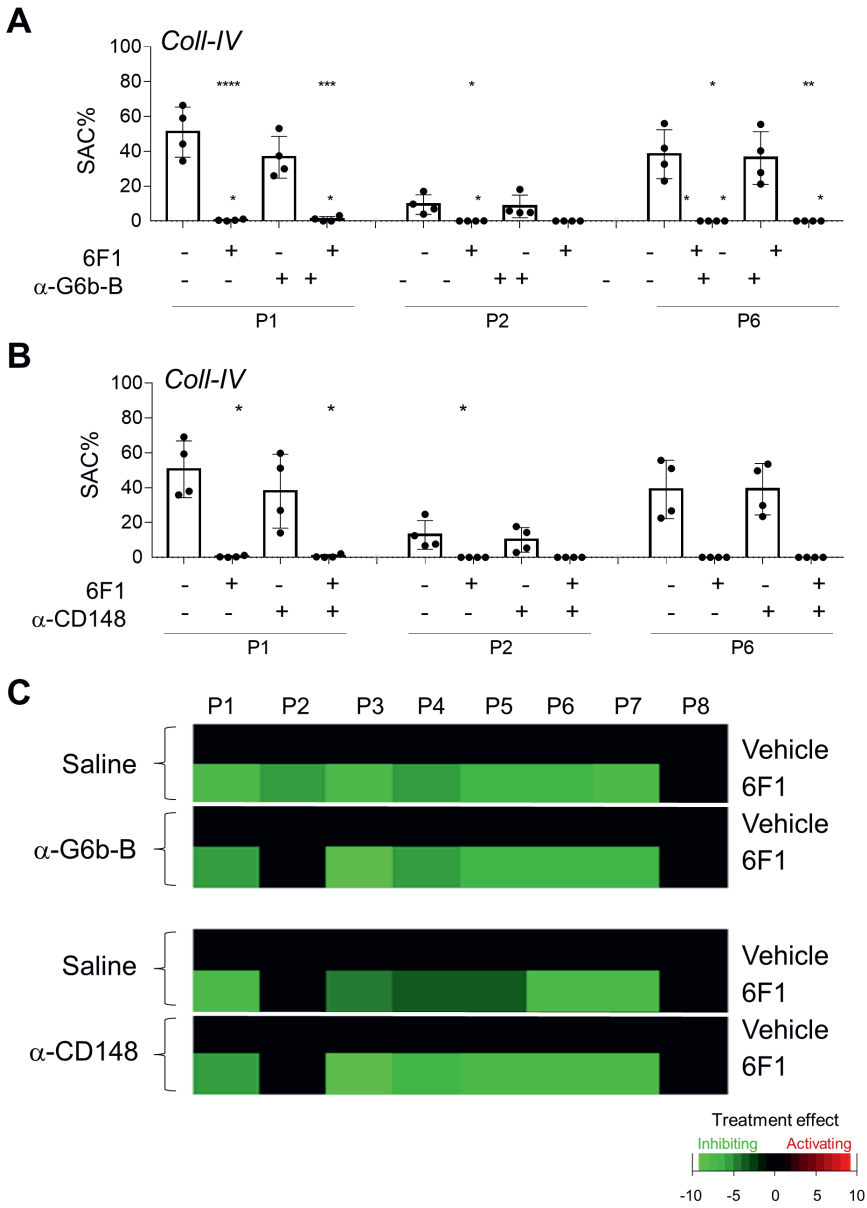 A
Coll-IV
100
80
60
40
20
0
SAC%
**** *** * * **
* * * * * *
6F1 - + - + - + - + - + - +
α-G6b-B - - + + - - + + - - + +
P1 P2 P6
B
Coll-IV
100
80
60
40
20
0
SAC%
* * *
6F1 - + - + - + - + - + - +
α-CD148 - - + + - - + + - - + +
P1 P2 P6
C
P1 P2 P3 P4 P5 P6 P7 P8
Saline
Vehicle
6F1
α-G6b-B
Vehicle
6F1
Saline
Vehicle
6F1
α-CD148
Vehicle
6F1
Treatment effect
Inhibiting Activating
-10 -5 0 5 10